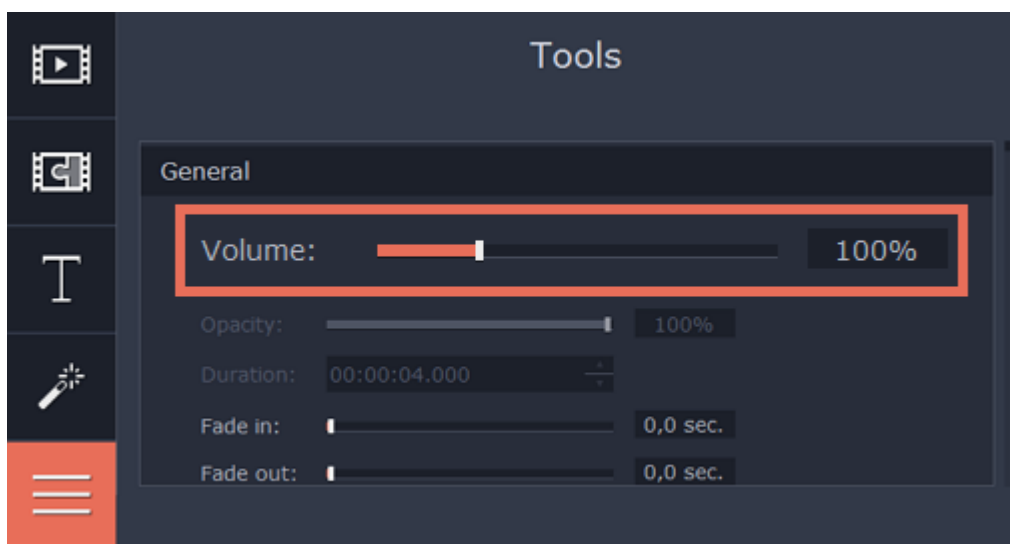 Tools
General
Volume: 100%
Opacity: 100%
Duration: 00:00:04.000
Fade in: 0,0 sec.
Fade out: 0,0 sec.
T